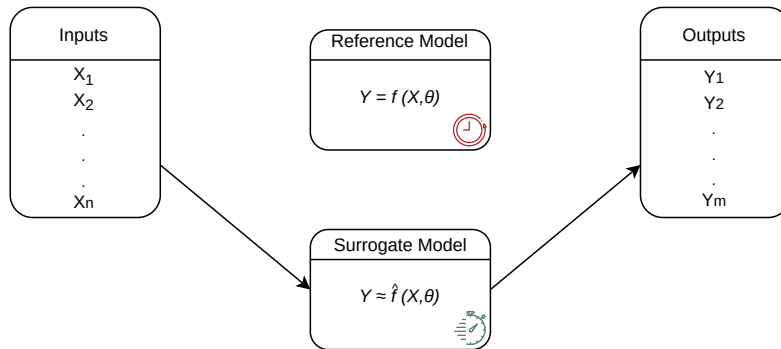 Inputs
X1
X2
.
.
.
Xn
Reference Model
Y = f (X,θ)
Surrogate Model
Y ≈ f̂ (X,θ)
Outputs
Y1
Y2
.
.
.
Ym